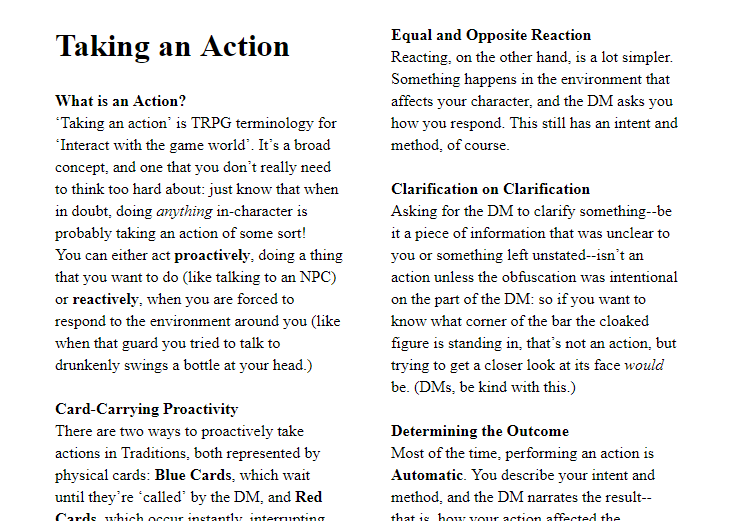 Taking an Action
What is an Action?
‘Taking an action’ is TRPG terminology for
‘Interact with the game world’. It’s a broad
concept, and one that you don’t really need
to think too hard about: just know that when
in doubt, doing anything in-character is
probably taking an action of some sort!
You can either act proactively, doing a thing
that you want to do (like talking to an NPC)
or reactively, when you are forced to
respond to the environment around you (like
when that guard you tried to talk to
drunkenly swings a bottle at your head.)
Card-Carrying Proactivity
There are two ways to proactively take
actions in Traditions, both represented by
physical cards: Blue Cards, which wait
until they’re ‘called’ by the DM, and Red
Cards, which occur instantly, interrupting
Equal and Opposite Reaction
Reacting, on the other hand, is a lot simpler.
Something happens in the environment that
affects your character, and the DM asks you
how you respond. This still has an intent and
method, of course.
Clarification on Clarification
Asking for the DM to clarify something--be
it a piece of information that was unclear to
you or something left unstated--isn’t an
action unless the obfuscation was intentional
on the part of the DM: so if you want to
know what corner of the bar the cloaked
figure is standing in, that’s not an action, but
trying to get a closer look at its face would
be. (DMs, be kind with this.)
Determining the Outcome
Most of the time, performing an action is
Automatic. You describe your intent and
method, and the DM narrates the result--
that is, how your action affected the